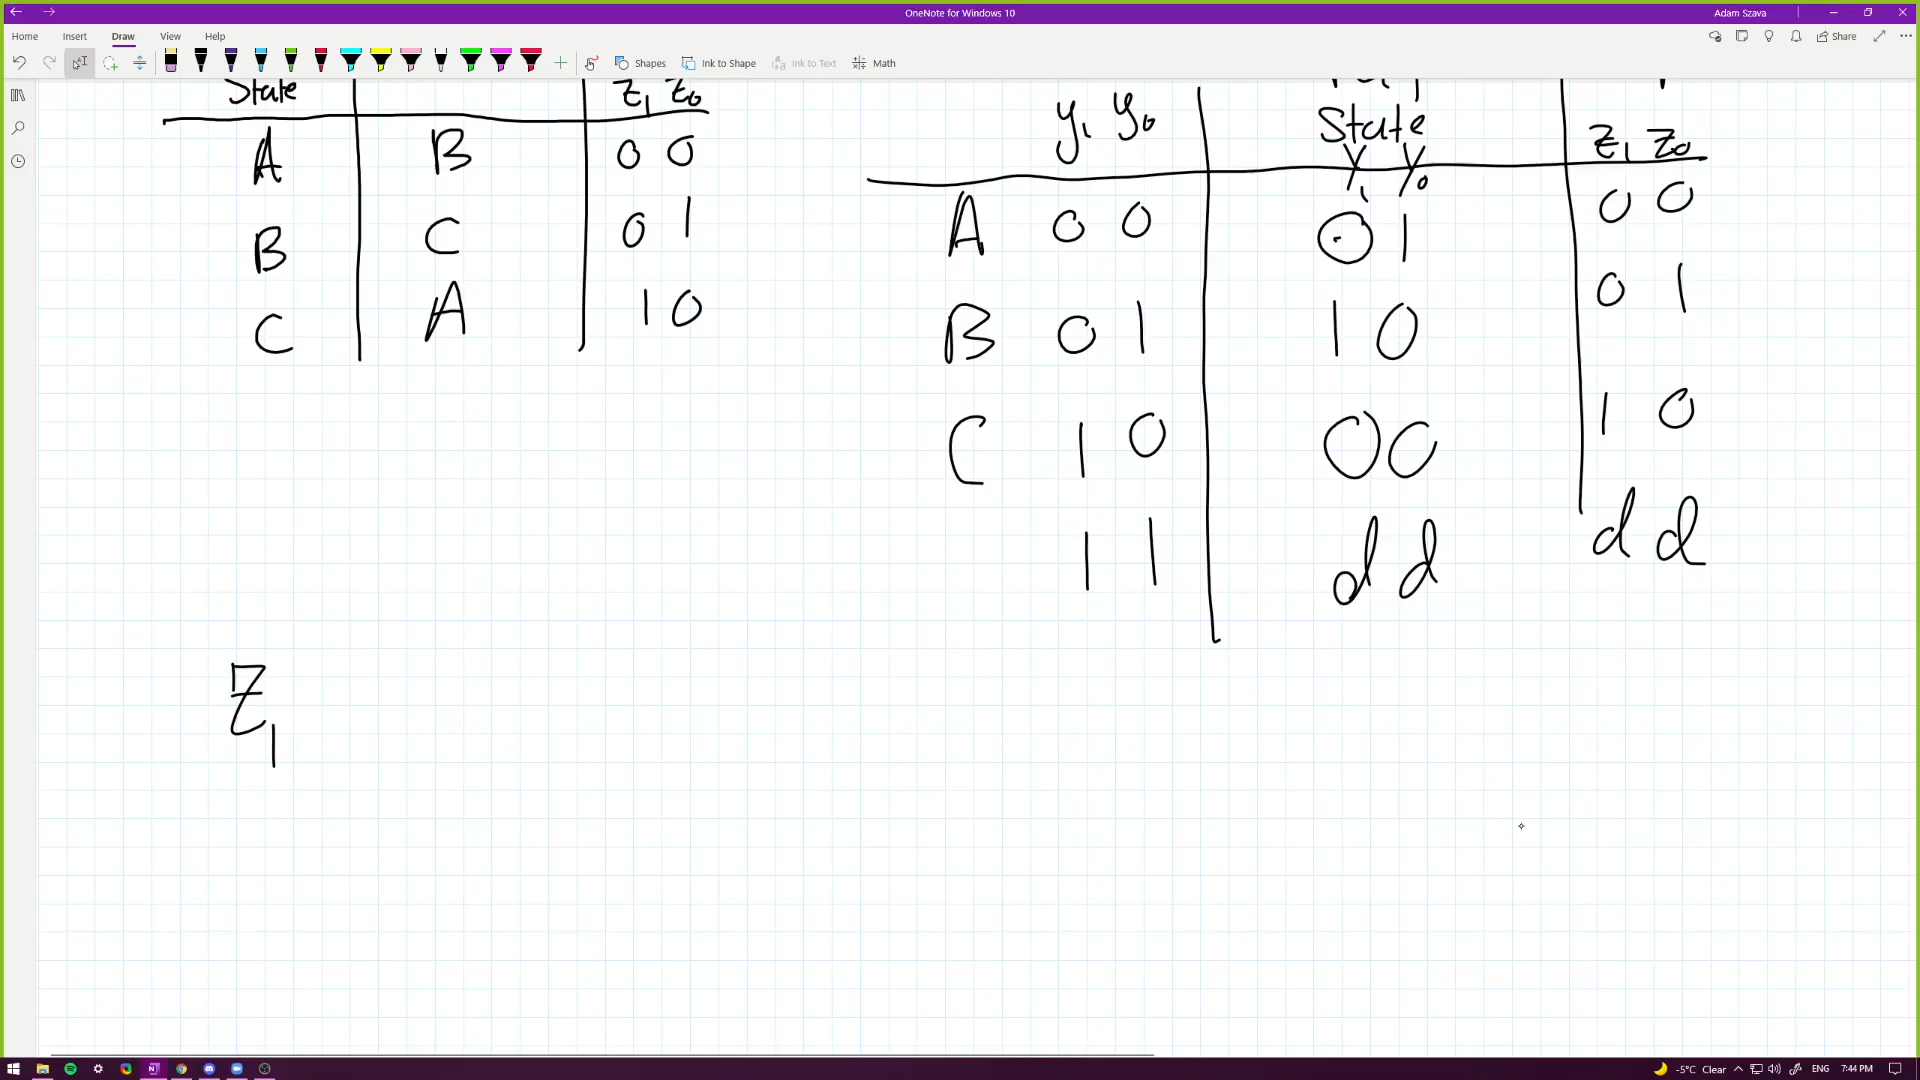 OneNote for Windows 10
Adam Szava
Home Insert Draw View Help
Share
Shapes Ink to Shape Ink to Text Math
State z1 z0
A B 0 0
B C 0 1
C A 1 0
y1 y0 State z1 z0
Y1 Y0
A 0 0 0 1 0 0
B 0 1 1 0 0 1
C 1 0 0 0 1 0
1 1 d d d d
Z1
-5°C Clear ENG 7:44 PM